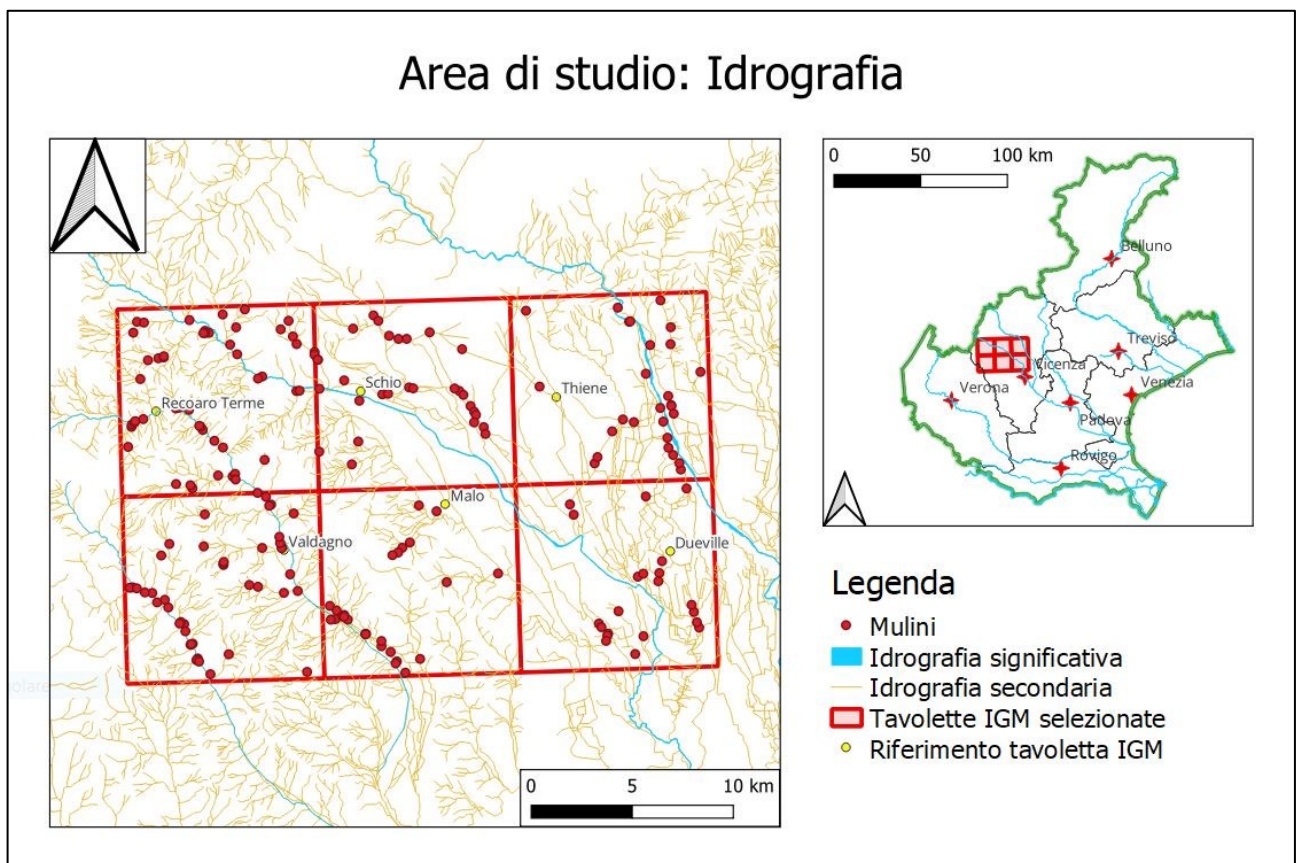 Area di studio: Idrografia
Schio
Thiene
Recoaro Terme
Malo
Valdagno
Dueville
0 5 10 km
0 50 100 km
Belluno
Treviso
Vicenza
Venezia
Verona
Padova
Rovigo
Legenda
Mulini
Idrografia significativa
Idrografia secondaria
Tavolette IGM selezionate
Riferimento tavoletta IGM